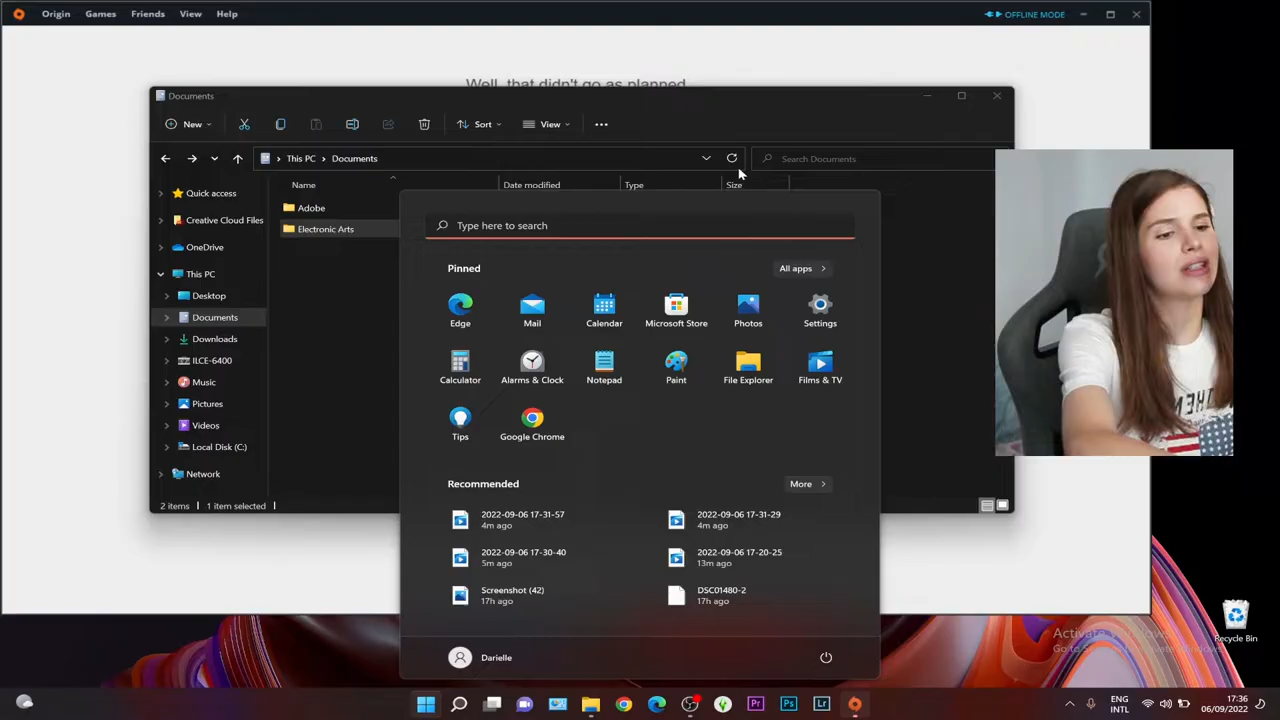 Origin Games Friends View Help
OFFLINE MODE
Well, that didn't go as planned
Documents
New
Sort
View
This PC > Documents
Search Documents
Name
Date modified
Type
Size
Quick access
Creative Cloud Files
OneDrive
This PC
Desktop
Documents
Downloads
ILCE-6400
Music
Pictures
Videos
Local Disk (C:)
Network
Adobe
Electronic Arts
2 items
1 item selected
Type here to search
Pinned
All apps
Edge
Mail
Calendar
Microsoft Store
Photos
Settings
Calculator
Alarms & Clock
Notepad
Paint
File Explorer
Films & TV
Tips
Google Chrome
Recommended
More
2022-09-06 17-31-57
4m ago
2022-09-06 17-31-29
4m ago
2022-09-06 17-30-40
5m ago
2022-09-06 17-20-25
13m ago
Screenshot (42)
17h ago
DSC01480-2
17h ago
Darielle
Activate Windows
Recycle Bin
Pr
Ps
Lr
ENG
INTL
17:36
06/09/2022